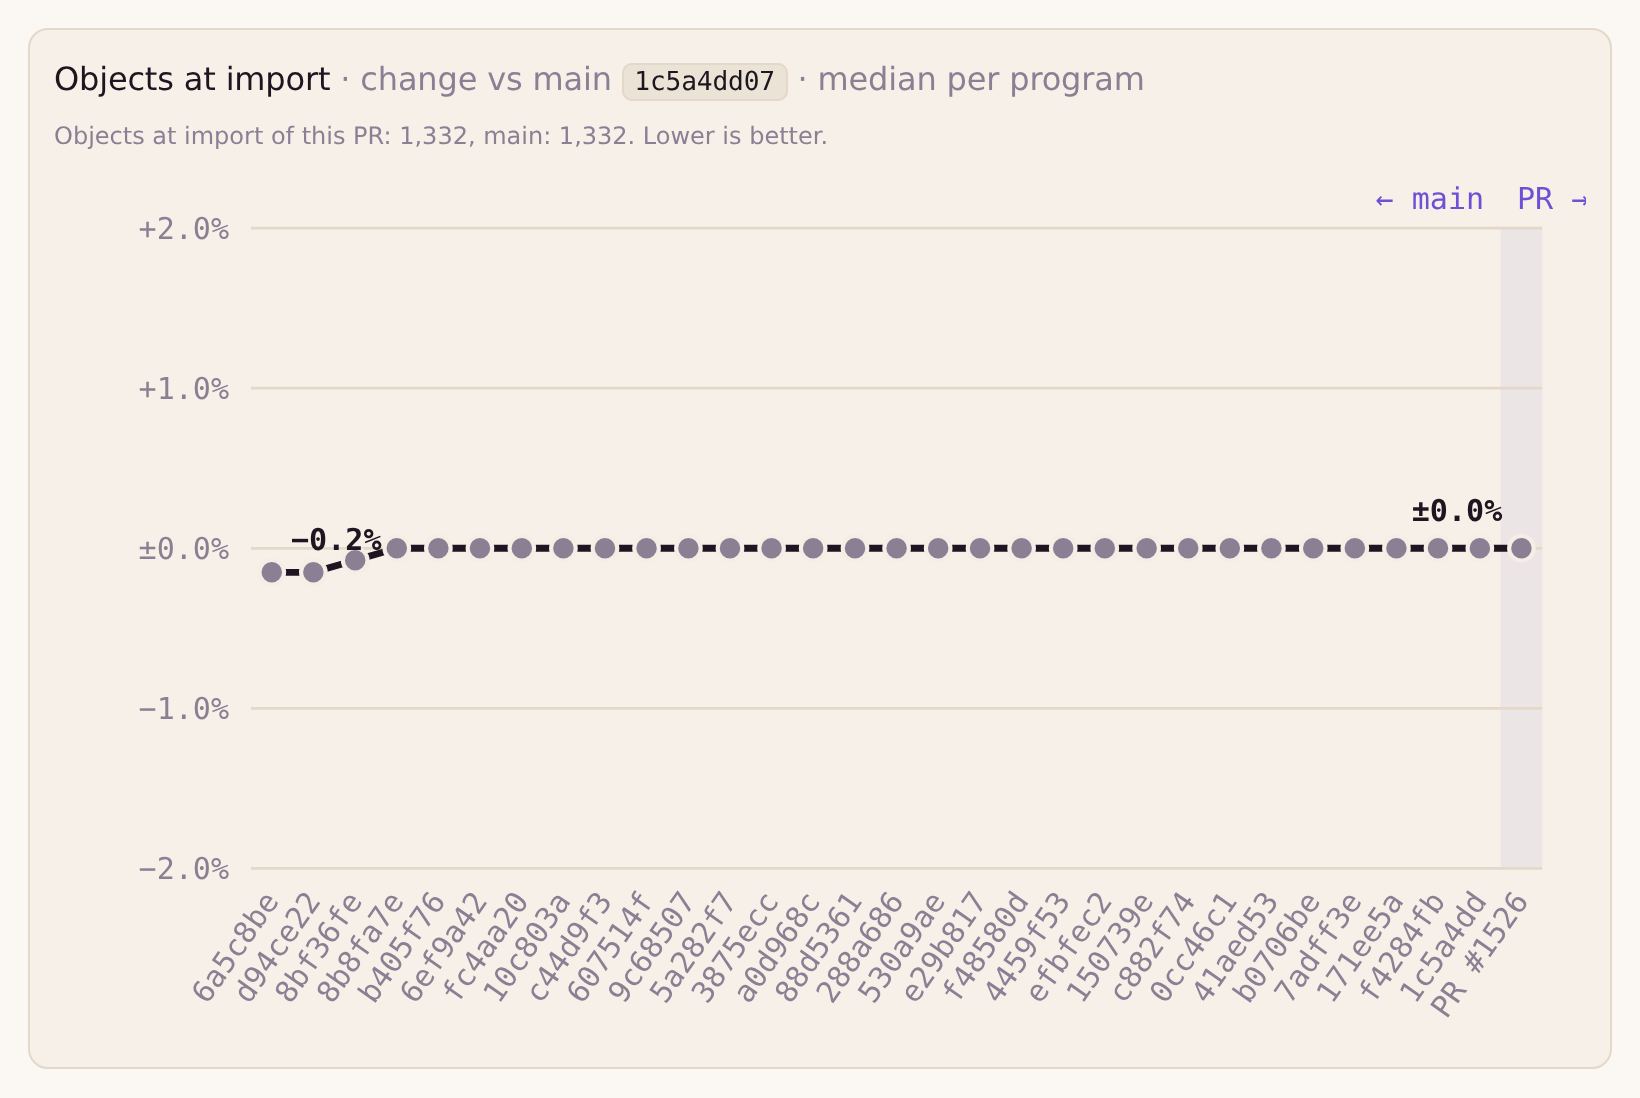 Objects at import · change vs main 1c5a4dd07 · median per program
Objects at import of this PR: 1,332, main: 1,332. Lower is better.
← main PR →
+2.0%
+1.0%
±0.0%
−1.0%
−2.0%
−0.2%
±0.0%
6a5c8be
d94ce22
8bf36fe
8b8fa7e
b405f76
6ef9a42
fc4aa20
10c803a
c44d9f3
607514f
9c68507
5a282f7
3875ecc
a0d968c
88d5361
288a686
530a9ae
e29b817
f48580d
4459f53
efbfec2
150739e
c882f74
0cc46c1
41aed53
b0706be
7adff3e
171ee5a
f4284fb
1c5a4dd
PR #1526